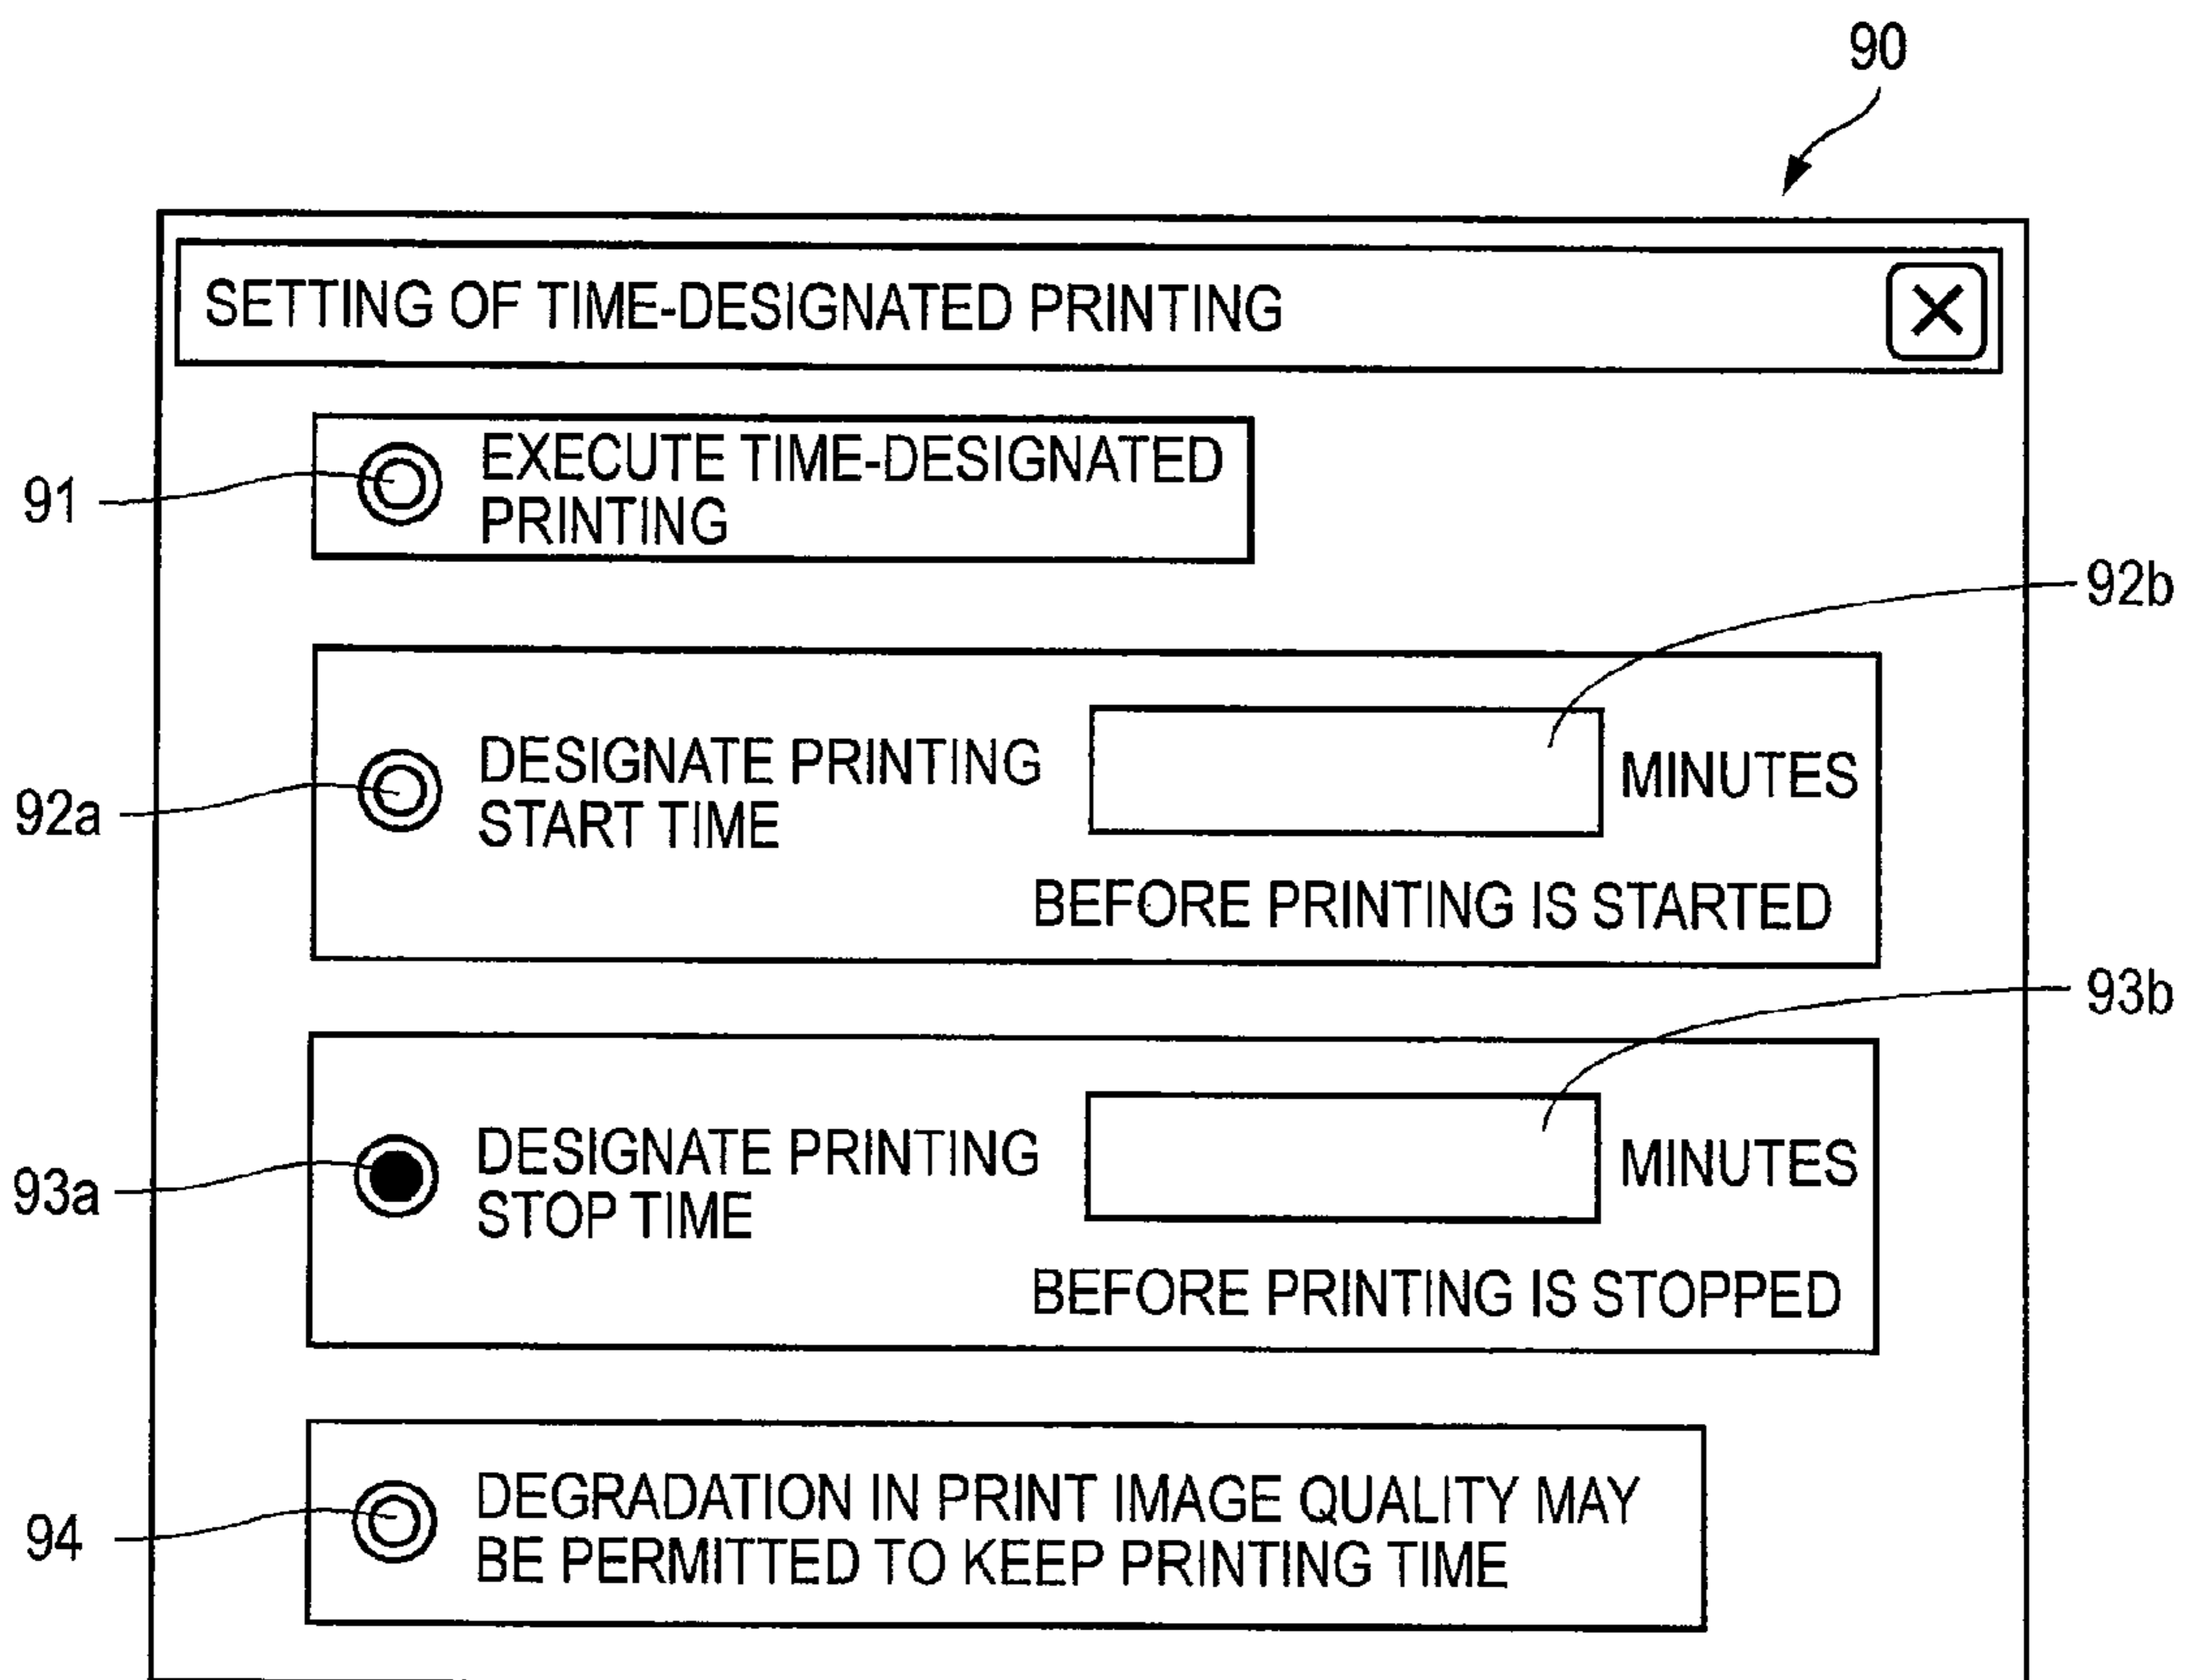 90
SETTING OF TIME-DESIGNATED PRINTING
91
EXECUTE TIME-DESIGNATED
PRINTING
92b
92a
DESIGNATE PRINTING
START TIME
MINUTES
BEFORE PRINTING IS STARTED
93b
93a
DESIGNATE PRINTING
STOP TIME
MINUTES
BEFORE PRINTING IS STOPPED
94
DEGRADATION IN PRINT IMAGE QUALITY MAY
BE PERMITTED TO KEEP PRINTING TIME